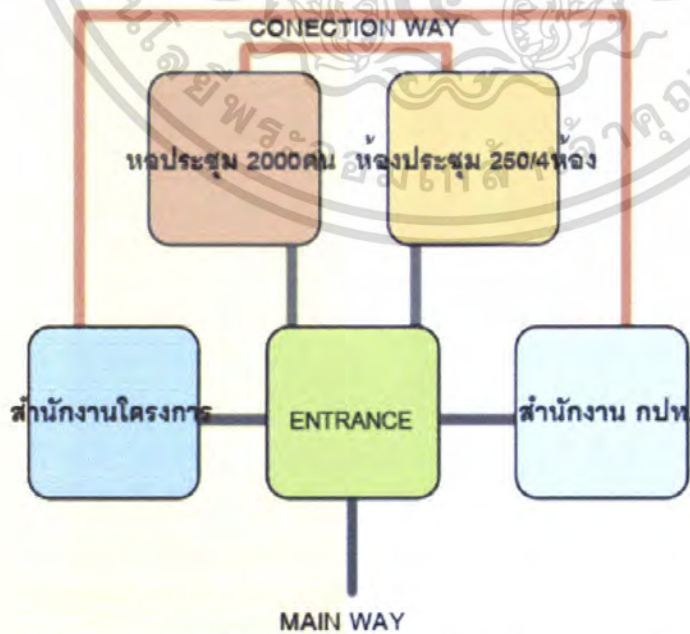 CONECTION WAY
หอประชุม 2000คน
ห้องประชุม 250/4ห้อง
สำนักงานโครงการ
ENTRANCE
สำนักงาน กปห.
MAIN WAY